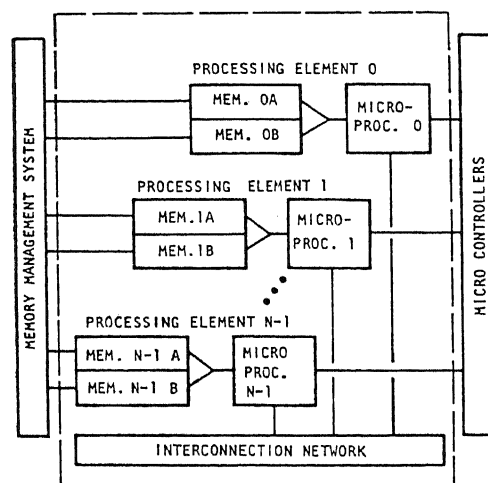 PROCESSING ELEMENT 0
MEM. 0A
MEM. 0B
MICRO-
PROC. 0
PROCESSING ELEMENT 1
MEM.1A
MEM.1B
MICRO-
PROC. 1
PROCESSING ELEMENT N-1
MEM. N-1 A
MEM. N-1 B
MICRO
PROC.
N-1
INTERCONNECTION NETWORK
MEMORY MANAGEMENT SYSTEM
MICRO CONTROLLERS